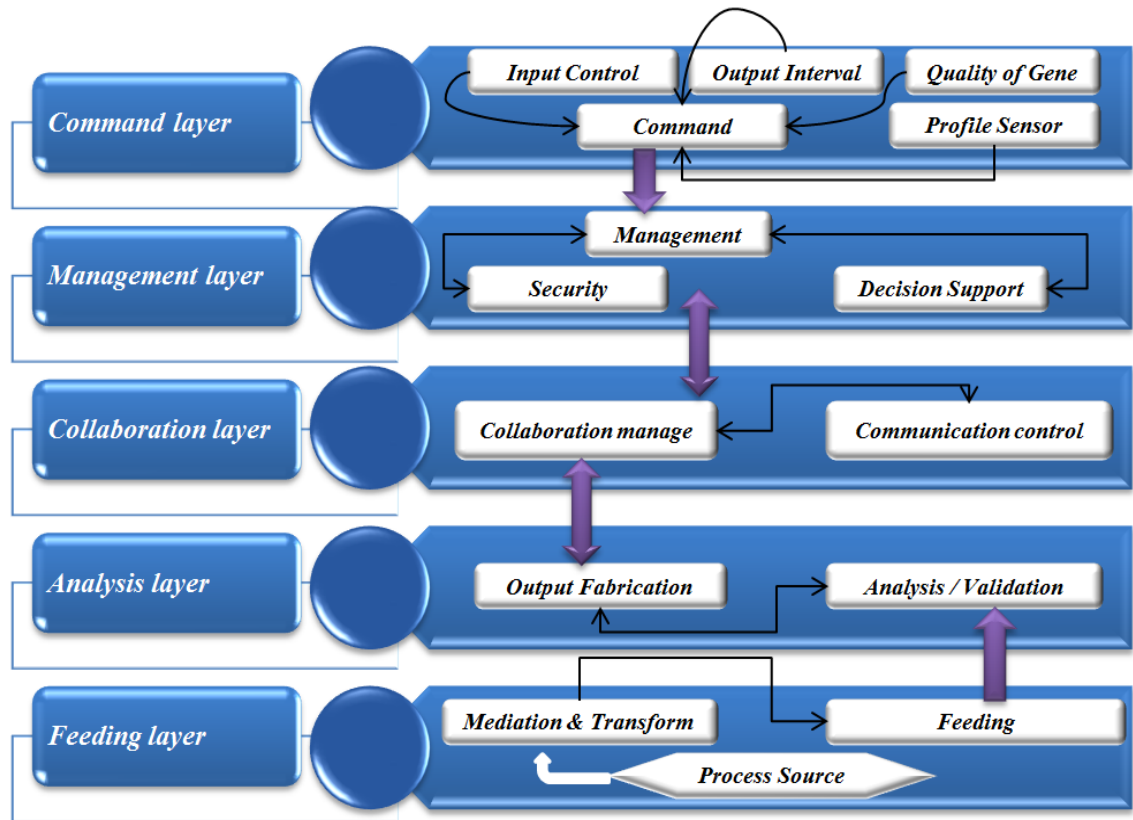 Command layer
Input Control
Output Interval
Quality of Gene
Command
Profile Sensor
Management layer
Management
Security
Decision Support
Collaboration layer
Collaboration manage
Communication control
Analysis layer
Output Fabrication
Analysis / Validation
Feeding layer
Mediation & Transform
Feeding
Process Source